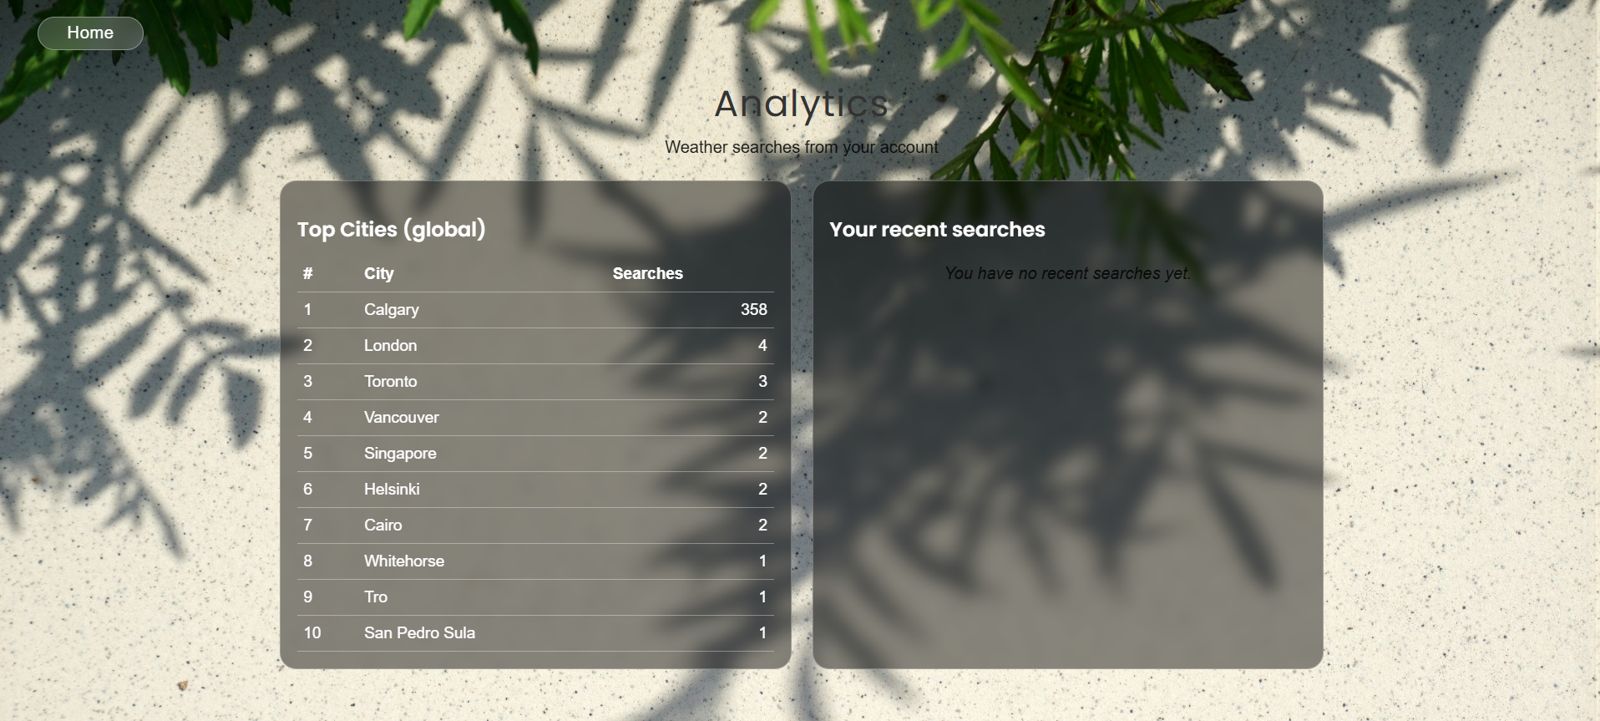 Home
Analytics
Weather searches from your account
Top Cities (global)
# City Searches
1 Calgary 358
2 London 4
3 Toronto 3
4 Vancouver 2
5 Singapore 2
6 Helsinki 2
7 Cairo 2
8 Whitehorse 1
9 Tro 1
10 San Pedro Sula 1
Your recent searches
You have no recent searches yet.